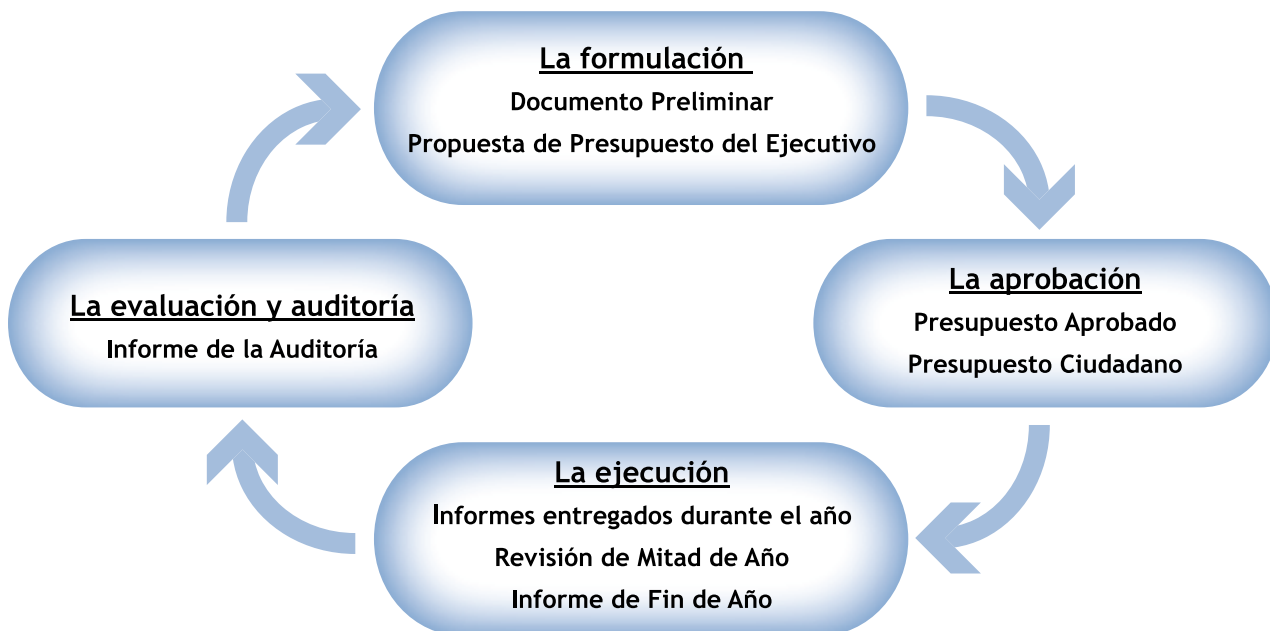 La formulación
Documento Preliminar
Propuesta de Presupuesto del Ejecutivo
La aprobación
Presupuesto Aprobado
Presupuesto Ciudadano
La ejecución
Informes entregados durante el año
Revisión de Mitad de Año
Informe de Fin de Año
La evaluación y auditoría
Informe de la Auditoría